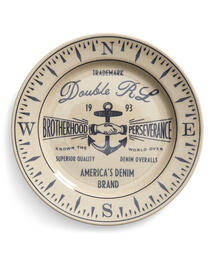 N
TRADEMARK
Double RL
19 93
BROTHERHOOD PERSEVERANCE
KNOWN THE WORLD OVER
SUPERIOR QUALITY DENIM OVERALLS
AMERICA'S DENIM
BRAND
W E
S